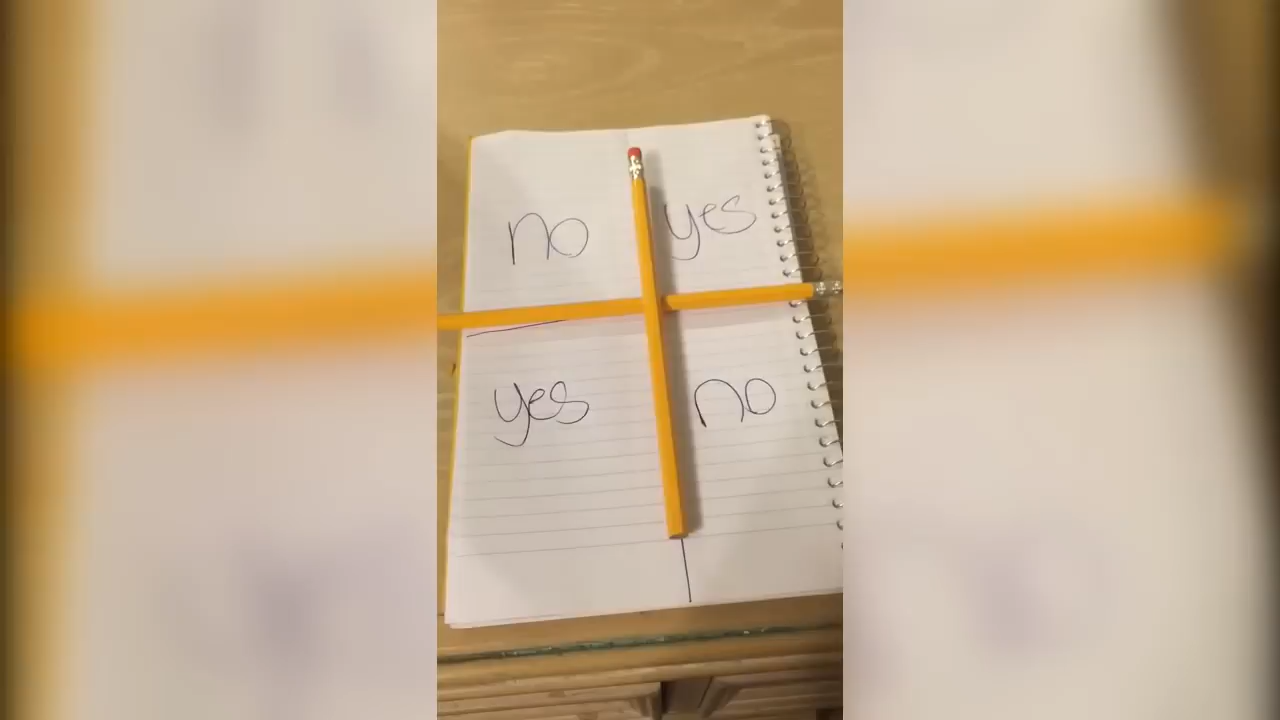 no yes
yes no